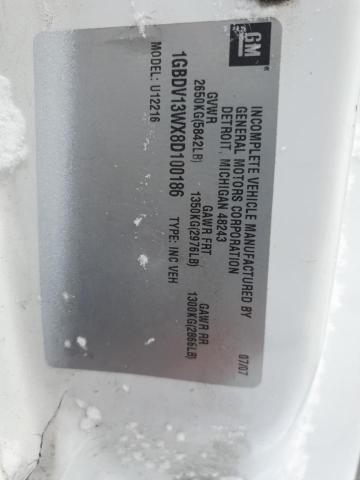 GM
INCOMPLETE VEHICLE MANUFACTURED BY
GENERAL MOTORS CORPORATION
DETROIT, MICHIGAN 48243
07/07
GVWR GAWR FRT GAWR RR
2650KG(5842LB) 1350KG(2976LB) 1300KG(2866LB)
1GBDV13WX8D100186 TYPE: INC VEH
MODEL: U12216